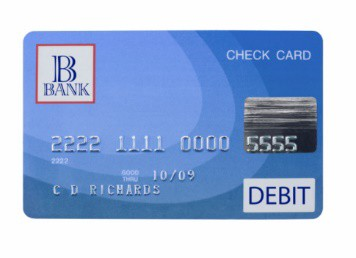 B
BANK
CHECK CARD
2222 1111 0000 5555
2222
GOOD THRU 10/09
C D RICHARDS
DEBIT